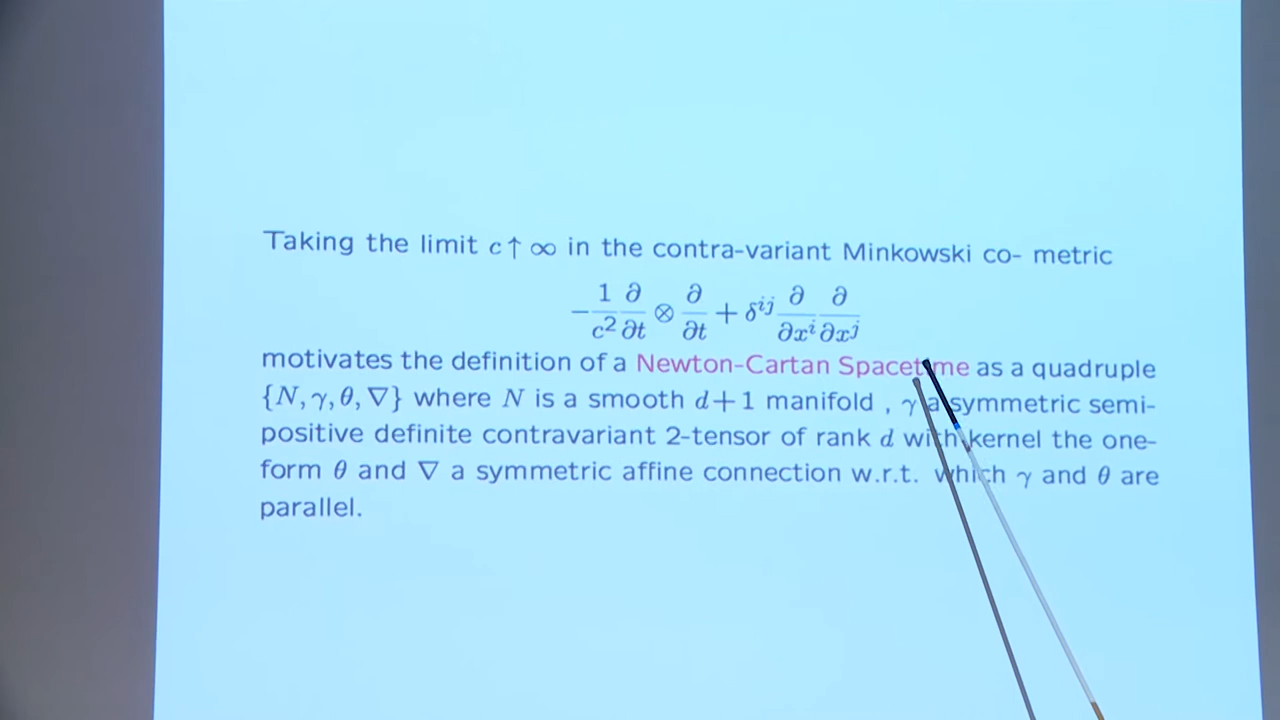 Taking the limit c↑∞ in the contra-variant Minkowski co- metric
−1/c² ∂/∂t ⊗ ∂/∂t + δ^{ij} ∂/∂x^i ∂/∂x^j
motivates the definition of a Newton-Cartan Spacetime as a quadruple
{N, γ, θ, ∇} where N is a smooth d+1 manifold , γ a symmetric semi-
positive definite contravariant 2-tensor of rank d with kernel the one-
form θ and ∇ a symmetric affine connection w.r.t. which γ and θ are
parallel.